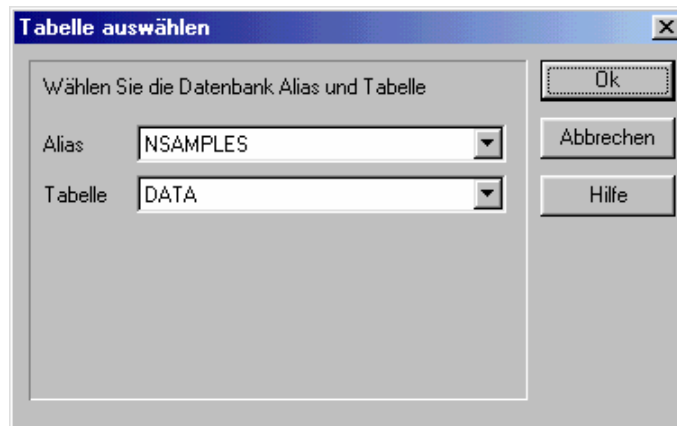 Tabelle auswählen
Wählen Sie die Datenbank Alias und Tabelle
Alias NSAMPLES
Tabelle DATA
Ok
Abbrechen
Hilfe